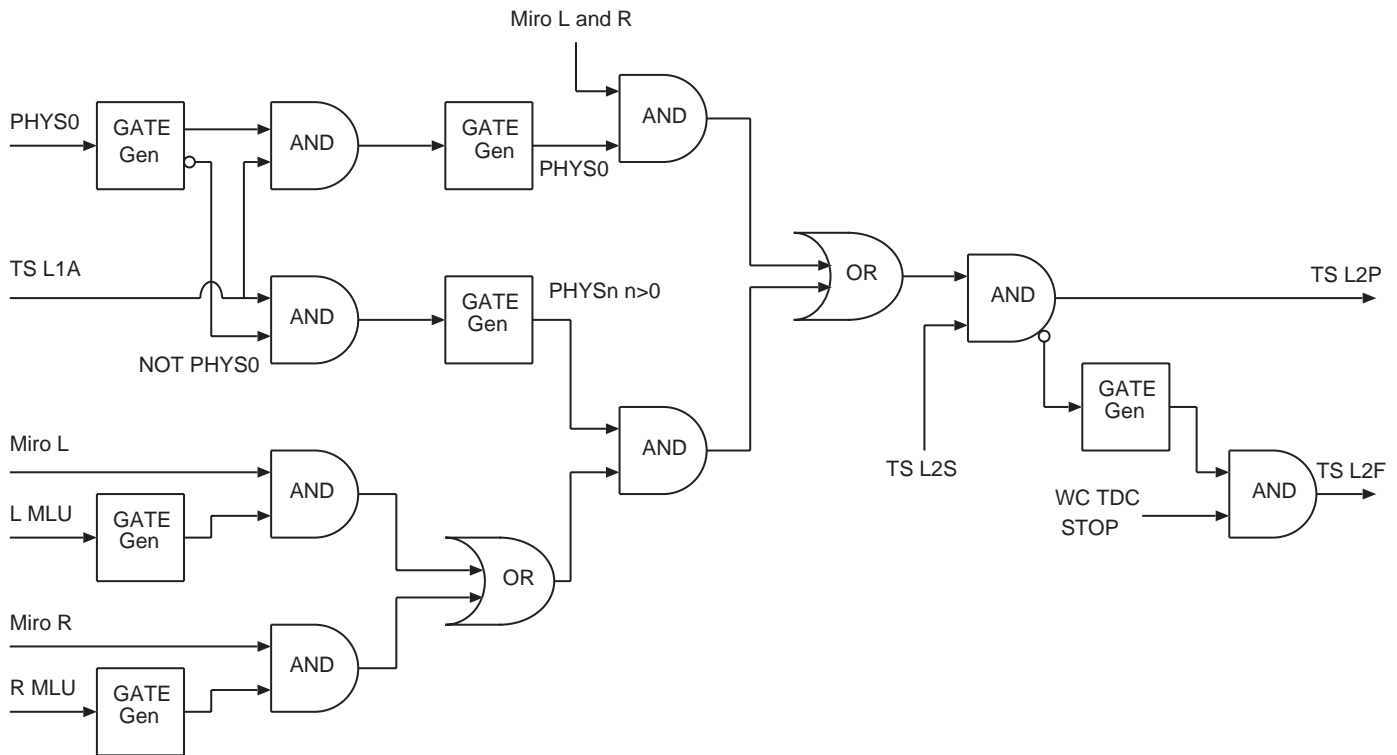 Miro L and R
PHYS0
GATE
Gen
AND
GATE
Gen
AND
PHYS0
TS L1A
AND
NOT PHYS0
GATE
Gen
PHYSn n>0
OR
AND
TS L2P
TS L2S
GATE
Gen
AND
TS L2F
WC TDC
STOP
Miro L
AND
L MLU
GATE
Gen
AND
OR
Miro R
AND
R MLU
GATE
Gen